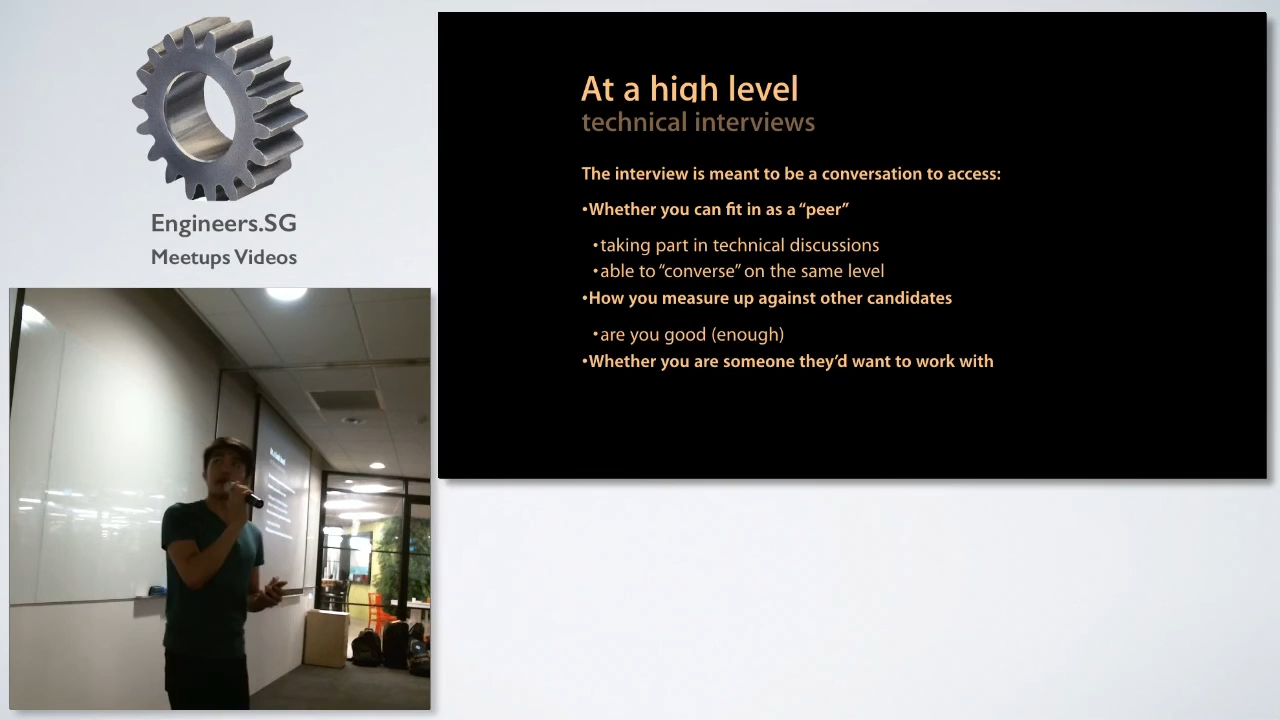 Engineers.SG
Meetups Videos
At a high level
technical interviews
The interview is meant to be a conversation to access:
•Whether you can fit in as a “peer”
•taking part in technical discussions
•able to “converse” on the same level
•How you measure up against other candidates
•are you good (enough)
•Whether you are someone they’d want to work with